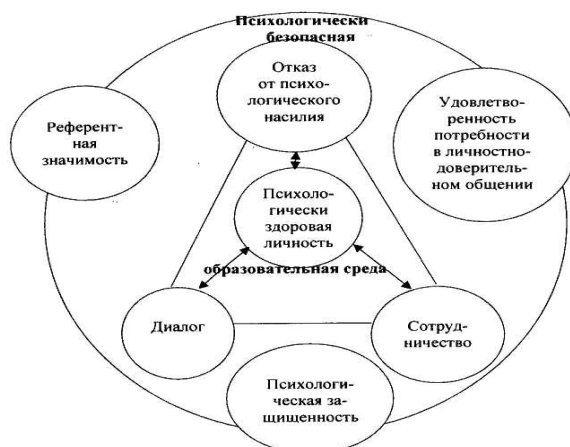 Психологически
безопасная
Отказ
от психо-
логического
насилия
Референт-
ная
значимость
Удовлетво-
ренность
потребности
в личностно-
доверитель-
ном общении
Психоло-
гически
здоровая
личность
образовательная среда
Диалог
Сотруд-
ничество
Психологи-
ческая за-
щищенность